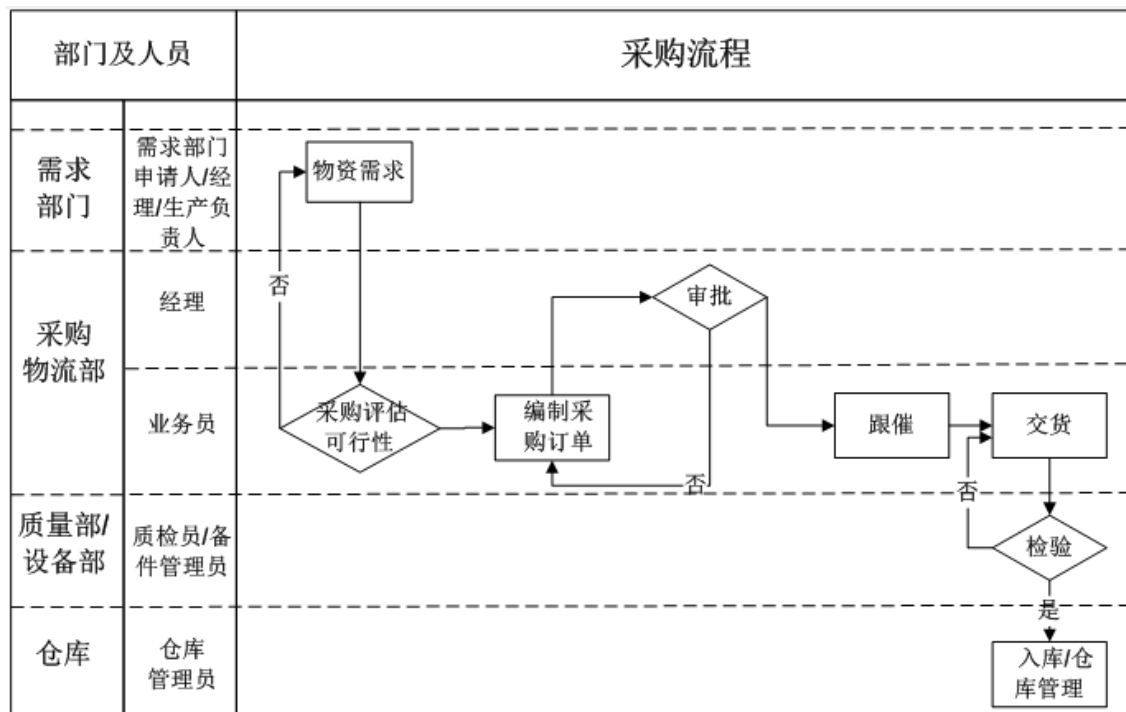 部门及人员
采购流程
需求
部门
需求部门
申请人/经
理/生产负
责人
物资需求
否
采购
物流部
经理
审批
业务员
采购评估
可行性
编制采
购订单
否
跟催
交货
否
质量部/
设备部
质检员/备
件管理员
检验
是
仓库
仓库
管理员
入库/仓
库管理